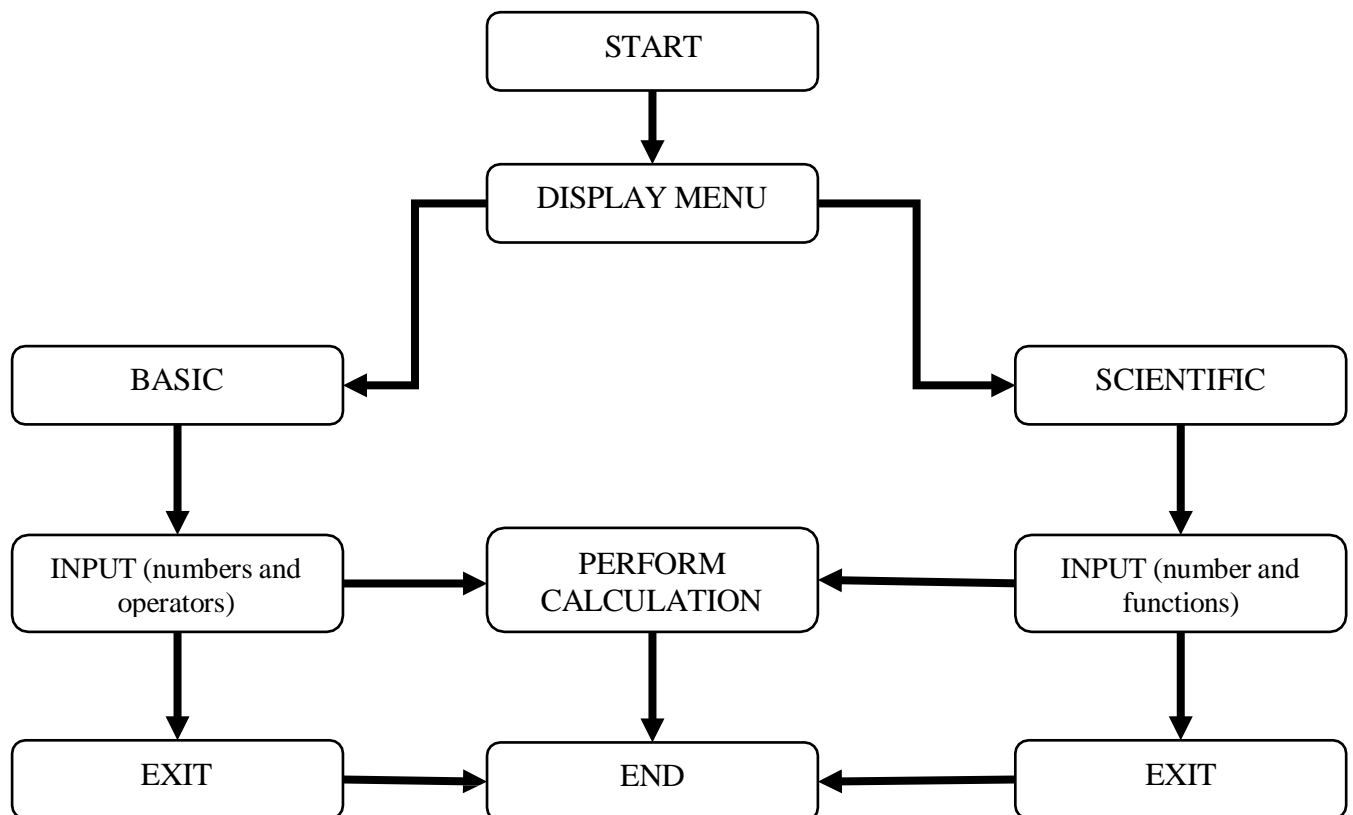 START
DISPLAY MENU
BASIC
SCIENTIFIC
INPUT (numbers and
operators)
PERFORM
CALCULATION
INPUT (number and
functions)
EXIT
END
EXIT